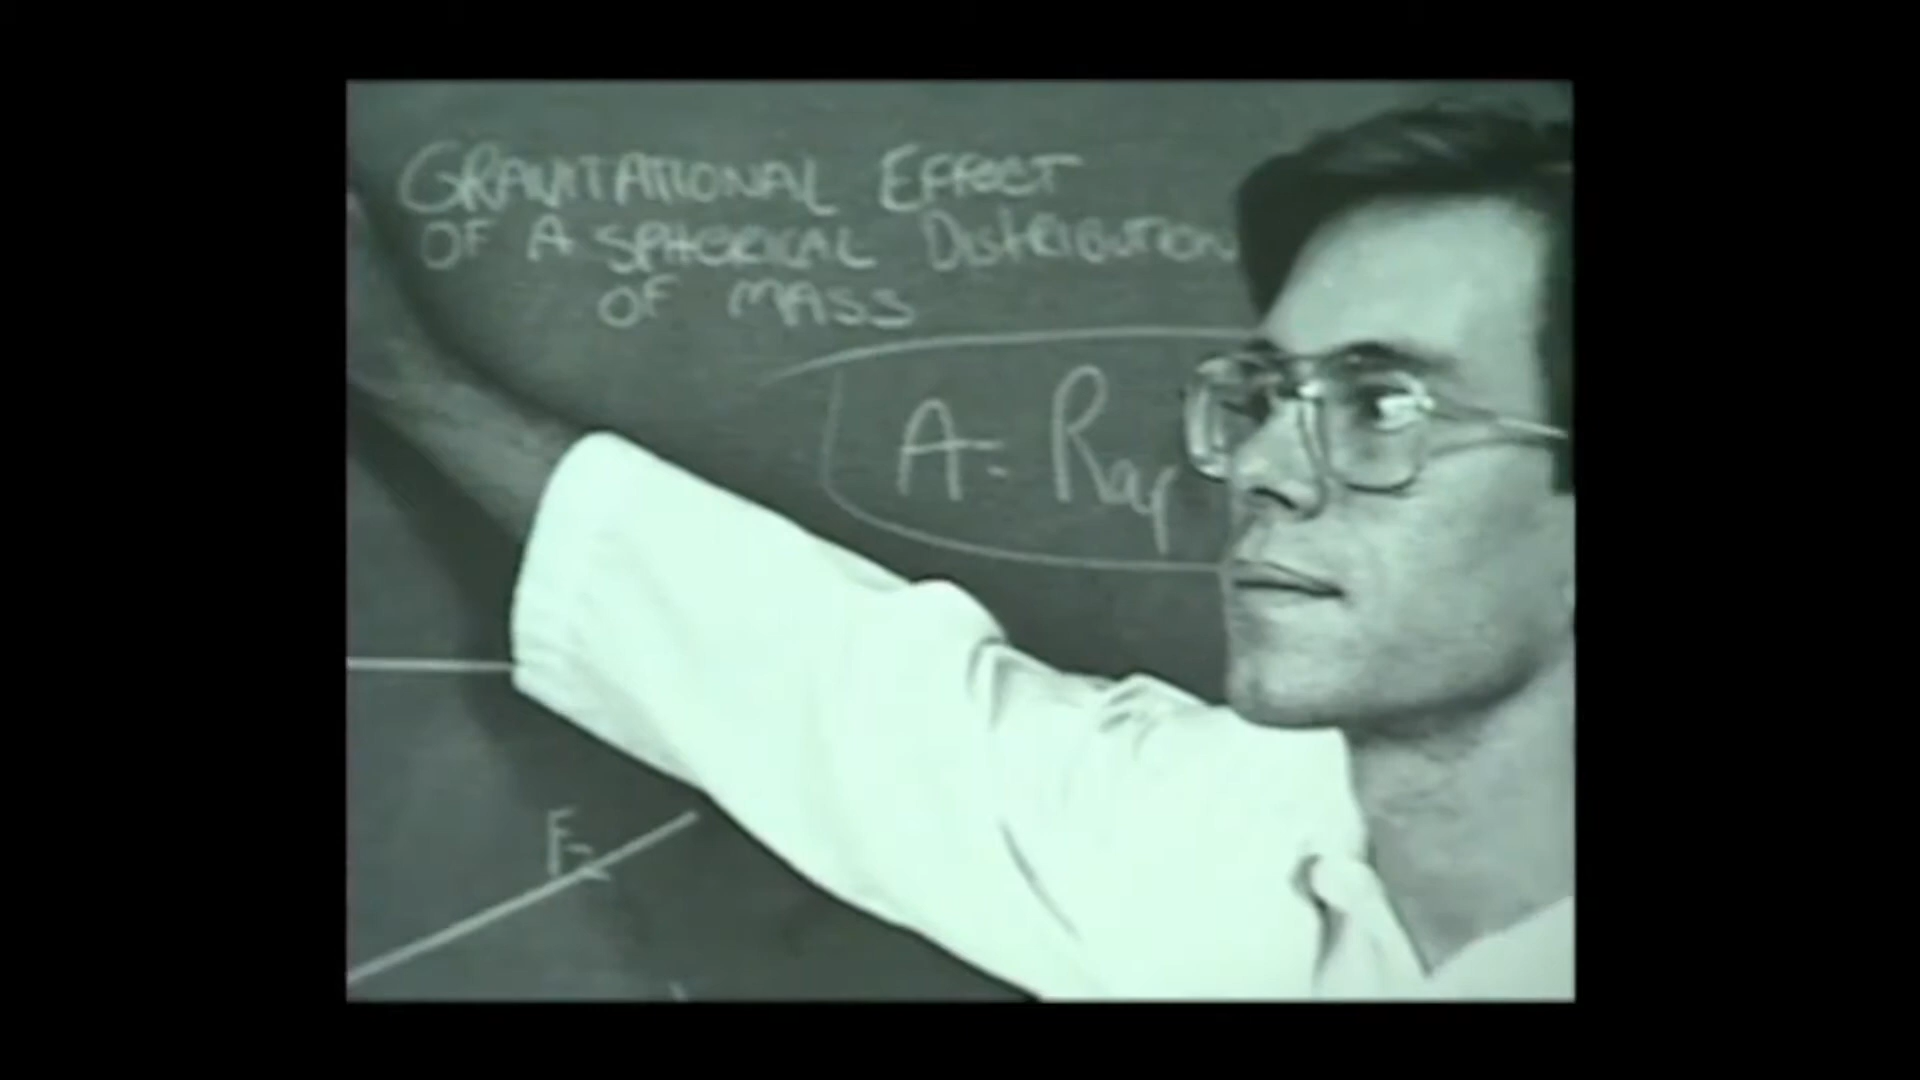 GRAVITATIONAL EFFECT
OF A SPHERICAL DISTRIBUTION
OF MASS
A =